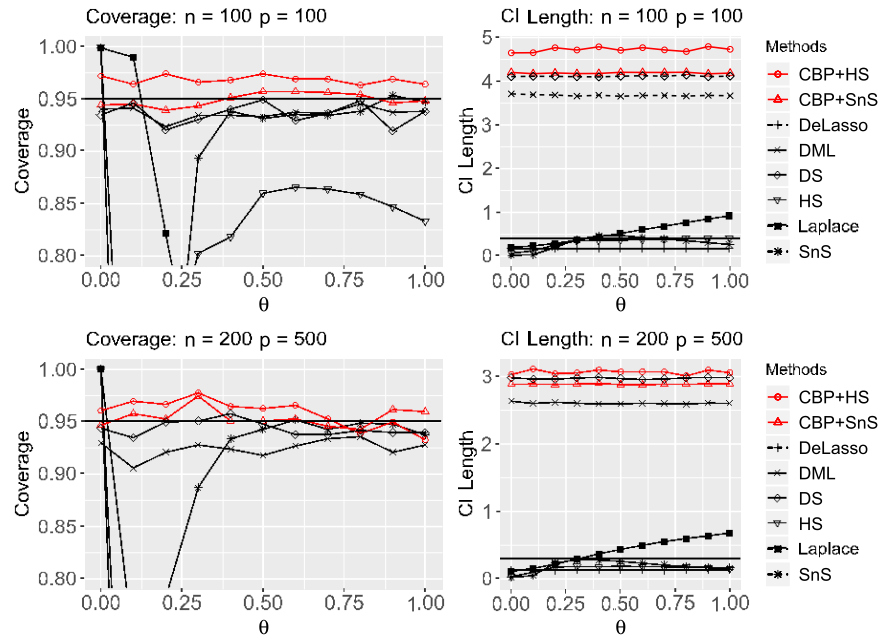 Coverage: n = 100 p = 100
1.00
0.95
0.90
0.85
0.80
Coverage
0.00 0.25 0.50 0.75 1.00
θ
CI Length: n = 100 p = 100
5
4
3
2
1
0
CI Length
0.00 0.25 0.50 0.75 1.00
θ
Methods
CBP+HS
CBP+SnS
DeLasso
DML
DS
HS
Laplace
SnS
Coverage: n = 200 p = 500
1.00
0.95
0.90
0.85
0.80
Coverage
0.00 0.25 0.50 0.75 1.00
θ
CI Length: n = 200 p = 500
3
2
1
0
CI Length
0.00 0.25 0.50 0.75 1.00
θ
Methods
CBP+HS
CBP+SnS
DeLasso
DML
DS
HS
Laplace
SnS